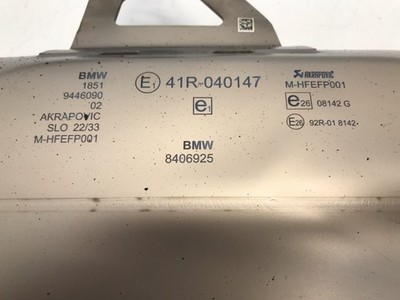 BMW
1851
9446090
02
AKRAPOVIC
SLO 22/33
M-HFEFP001
E1 41R-040147
e1
BMW
8406925
AKRAPOVIČ
M-HFEFP001
e26 08142 G
E26 92R-01 8142-